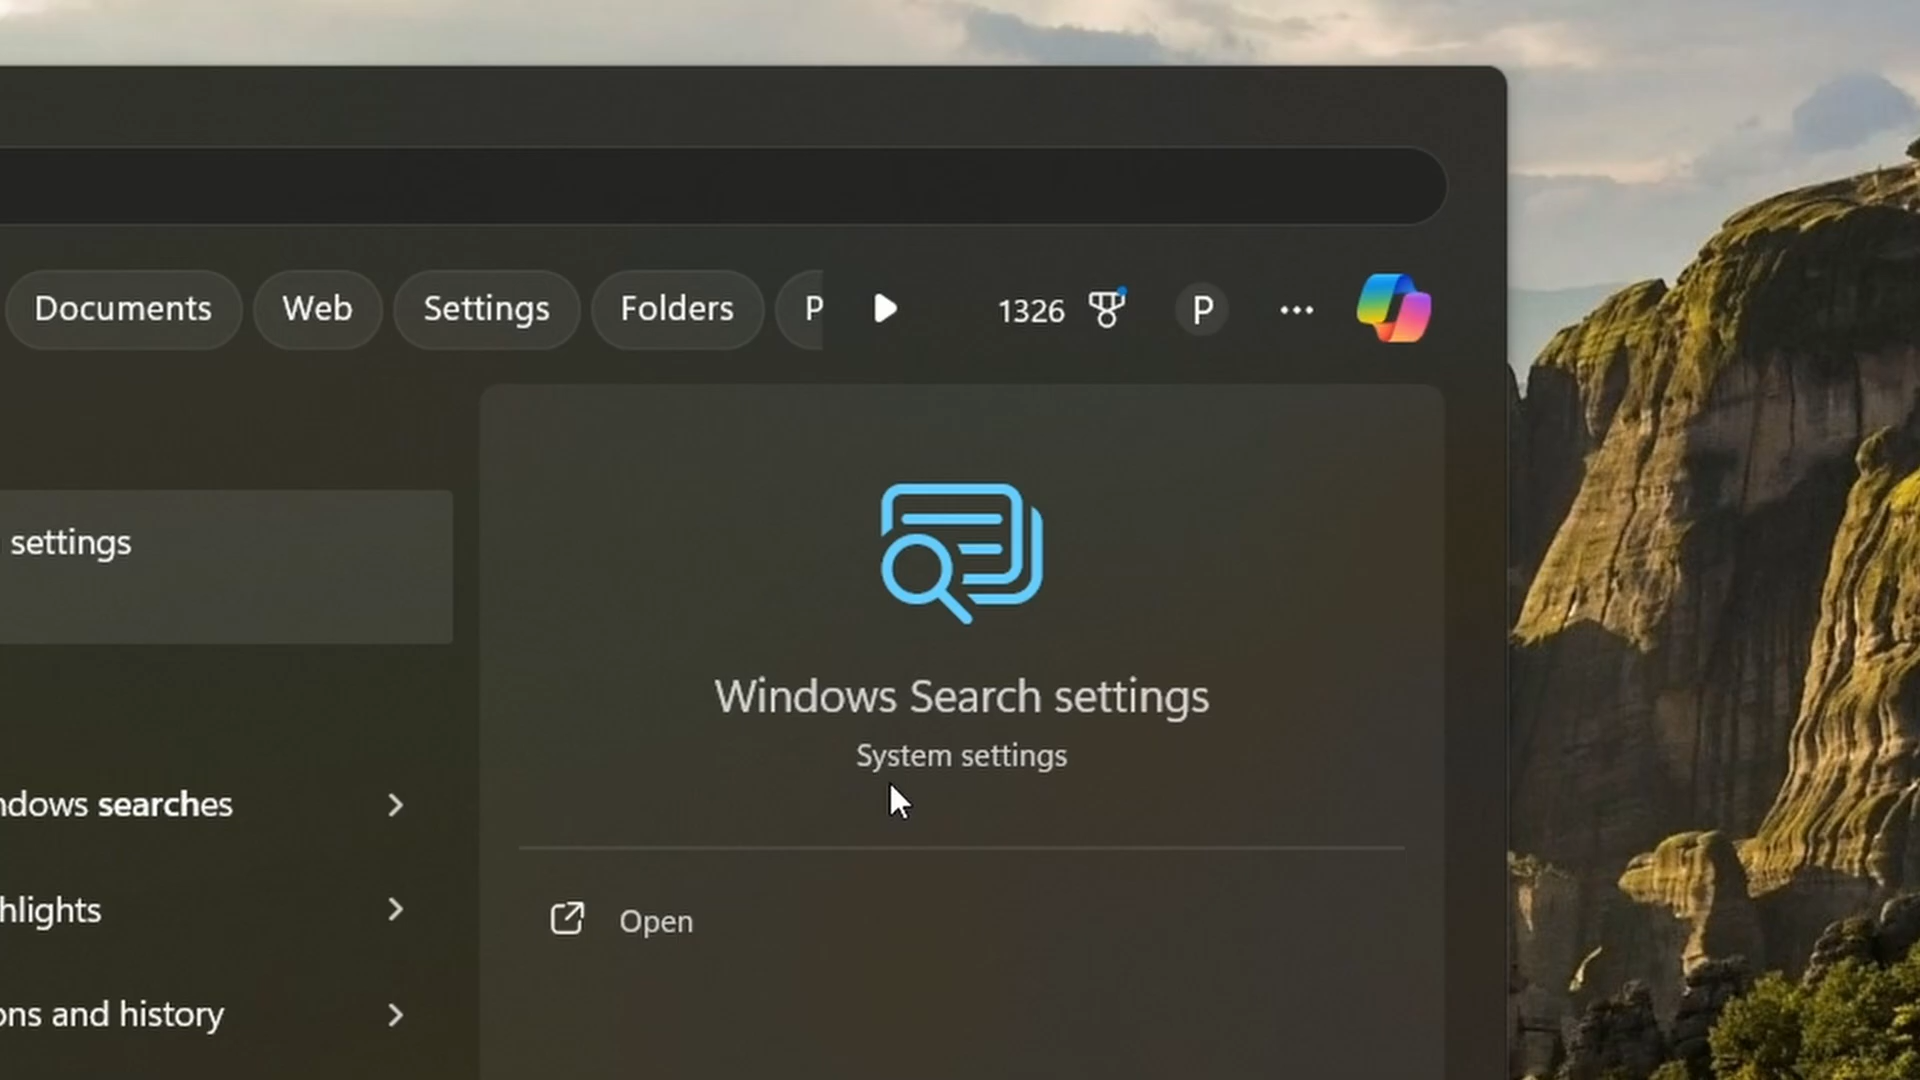 Documents Web Settings Folders P 1326 P
settings
Windows Search settings
System settings
ndows searches
hlights
Open
ons and history